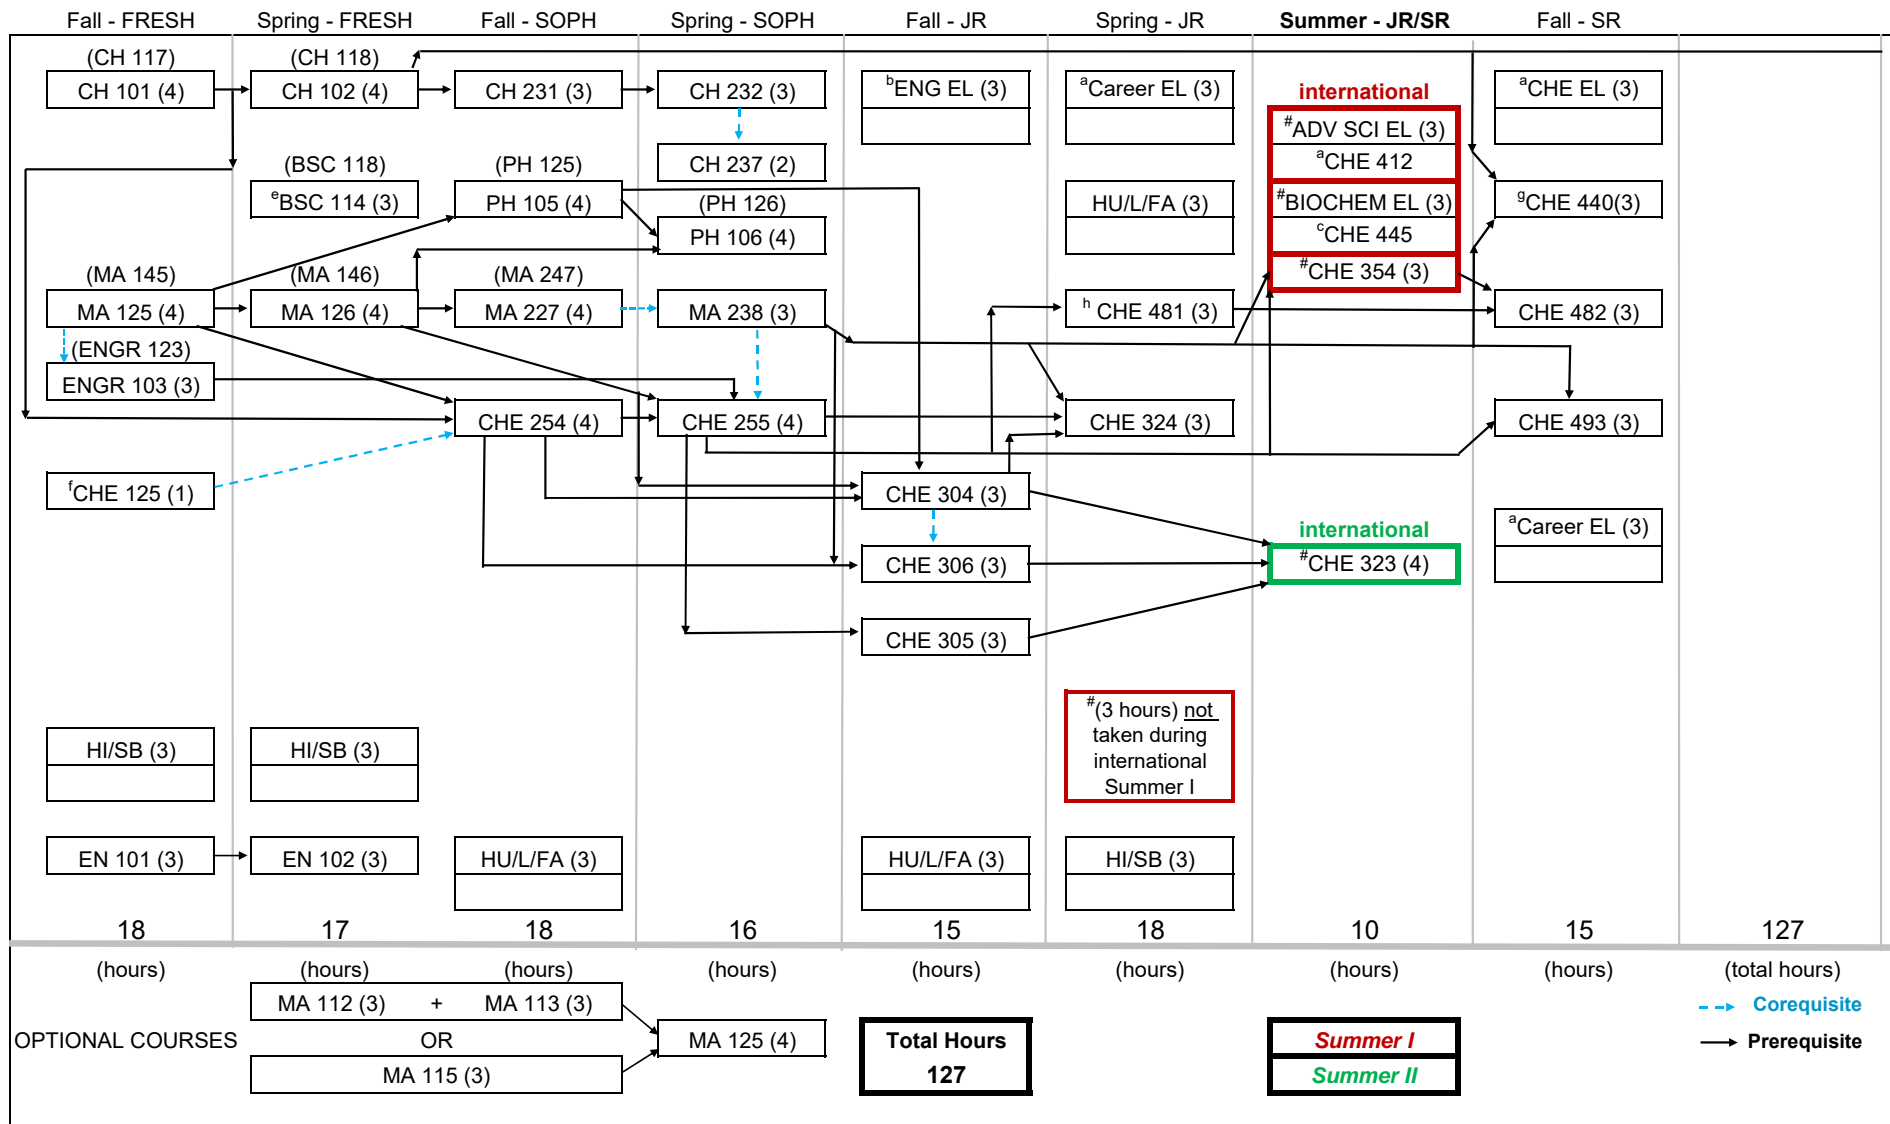 Fall - FRESH
Spring - FRESH
Fall - SOPH
Spring - SOPH
Fall - JR
Spring - JR
Summer - JR/SR
Fall - SR
(CH 117)
(CH 118)
CH 101 (4)
CH 102 (4)
CH 231 (3)
CH 232 (3)
bENG EL (3)
aCareer EL (3)
international
aCHE EL (3)
#ADV SCI EL (3)
(BSC 118)
(PH 125)
CH 237 (2)
aCHE 412
eBSC 114 (3)
PH 105 (4)
(PH 126)
HU/L/FA (3)
#BIOCHEM EL (3)
gCHE 440(3)
PH 106 (4)
cCHE 445
(MA 145)
(MA 146)
(MA 247)
#CHE 354 (3)
MA 125 (4)
MA 126 (4)
MA 227 (4)
MA 238 (3)
h CHE 481 (3)
CHE 482 (3)
(ENGR 123)
ENGR 103 (3)
CHE 254 (4)
CHE 255 (4)
CHE 324 (3)
CHE 493 (3)
fCHE 125 (1)
CHE 304 (3)
international
aCareer EL (3)
CHE 306 (3)
#CHE 323 (4)
CHE 305 (3)
#(3 hours) not
taken during
international
Summer I
HI/SB (3)
HI/SB (3)
EN 101 (3)
EN 102 (3)
HU/L/FA (3)
HU/L/FA (3)
HI/SB (3)
18
17
18
16
15
18
10
15
127
(hours)
(hours)
(hours)
(hours)
(hours)
(hours)
(hours)
(hours)
(total hours)
MA 112 (3) + MA 113 (3)
Corequisite
OPTIONAL COURSES
OR
MA 125 (4)
Total Hours
127
Summer I
Prerequisite
MA 115 (3)
Summer II